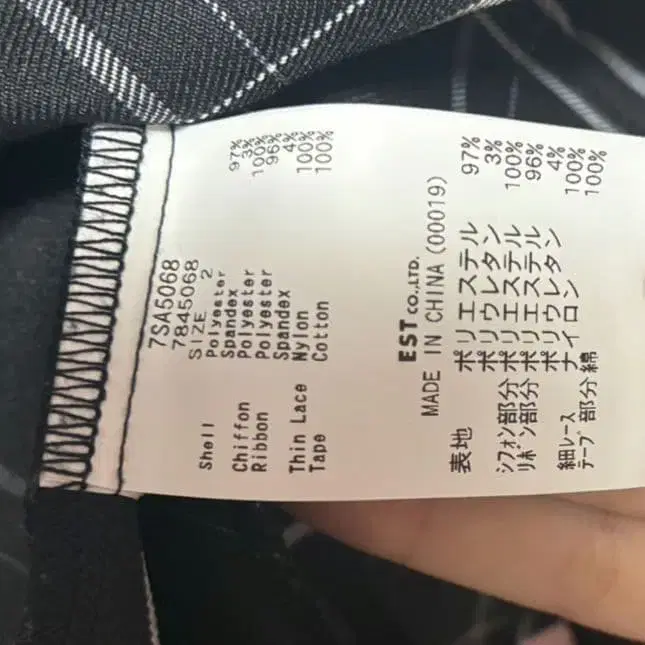 7SA5068
7845068
SIZE 2
Shell Polyester 97%
Spandex 3%
Chiffon Polyester 100%
Ribbon Polyester 96%
Spandex 4%
Thin Lace Nylon 100%
Tape Cotton 100%
EST CO.,LTD.
MADE IN CHINA (00019)
表地 ポリエステル 97%
ポリウレタン 3%
シフォン部分 ポリエステル 100%
リボン部分 ポリエステル 96%
ポリウレタン 4%
細レース ナイロン 100%
テープ部分 綿 100%